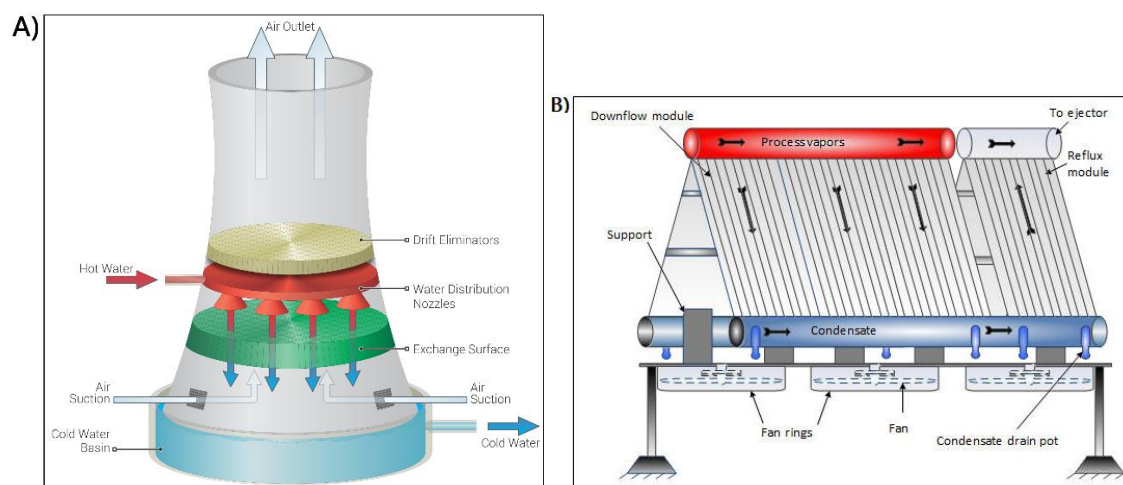 A)
Air Outlet
Drift Eliminators
Hot Water
Water Distribution
Nozzles
Exchange Surface
Air
Suction
Air
Suction
Cold Water
Basin
Cold Water
B)
Downflow module
Process vapors
To ejector
Reflux
module
Support
Condensate
Fan rings
Fan
Condensate drain pot